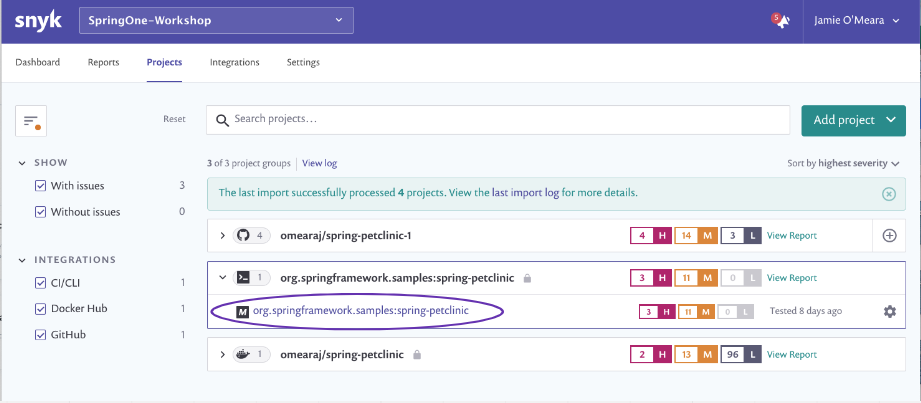 snyk
SpringOne-Workshop
5
Jamie O'Meara
Dashboard
Reports
Projects
Integrations
Settings
Reset
Search projects...
Add project
SHOW
With issues 3
Without issues 0
INTEGRATIONS
CI/CLI 1
Docker Hub 1
GitHub 1
3 of 3 project groups | View log
Sort by highest severity
The last import successfully processed 4 projects. View the last import log for more details.
4 omearaj/spring-petclinic-1 4 H 14 M 3 L View Report
1 org.springframework.samples:spring-petclinic 3 H 11 M 0 L View Report
M org.springframework.samples:spring-petclinic 3 H 11 M 0 L Tested 8 days ago
1 omearaj/spring-petclinic 2 H 13 M 96 L View Report